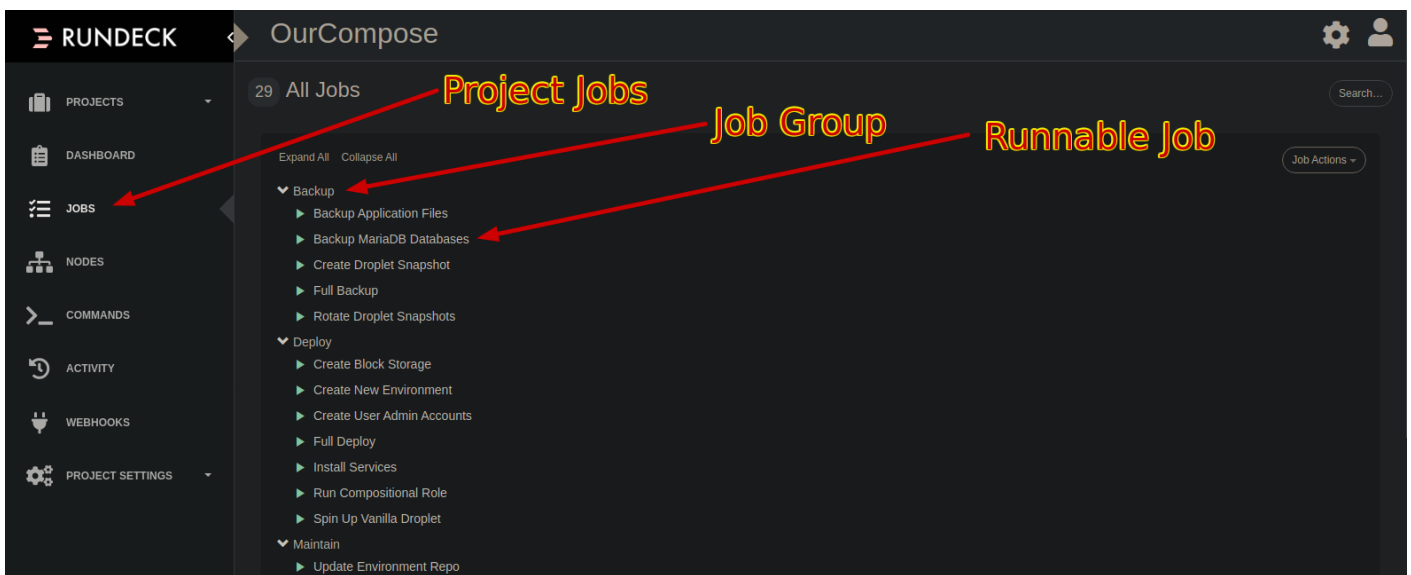 RUNDECK
OurCompose
PROJECTS
29 All Jobs
Project Jobs
Search...
Job Group
Runnable Job
DASHBOARD
Expand All Collapse All
Job Actions
JOBS
Backup
Backup Application Files
Backup MariaDB Databases
NODES
Create Droplet Snapshot
Full Backup
COMMANDS
Rotate Droplet Snapshots
Deploy
ACTIVITY
Create Block Storage
Create New Environment
WEBHOOKS
Create User Admin Accounts
Full Deploy
PROJECT SETTINGS
Install Services
Run Compositional Role
Spin Up Vanilla Droplet
Maintain
Update Environment Repo